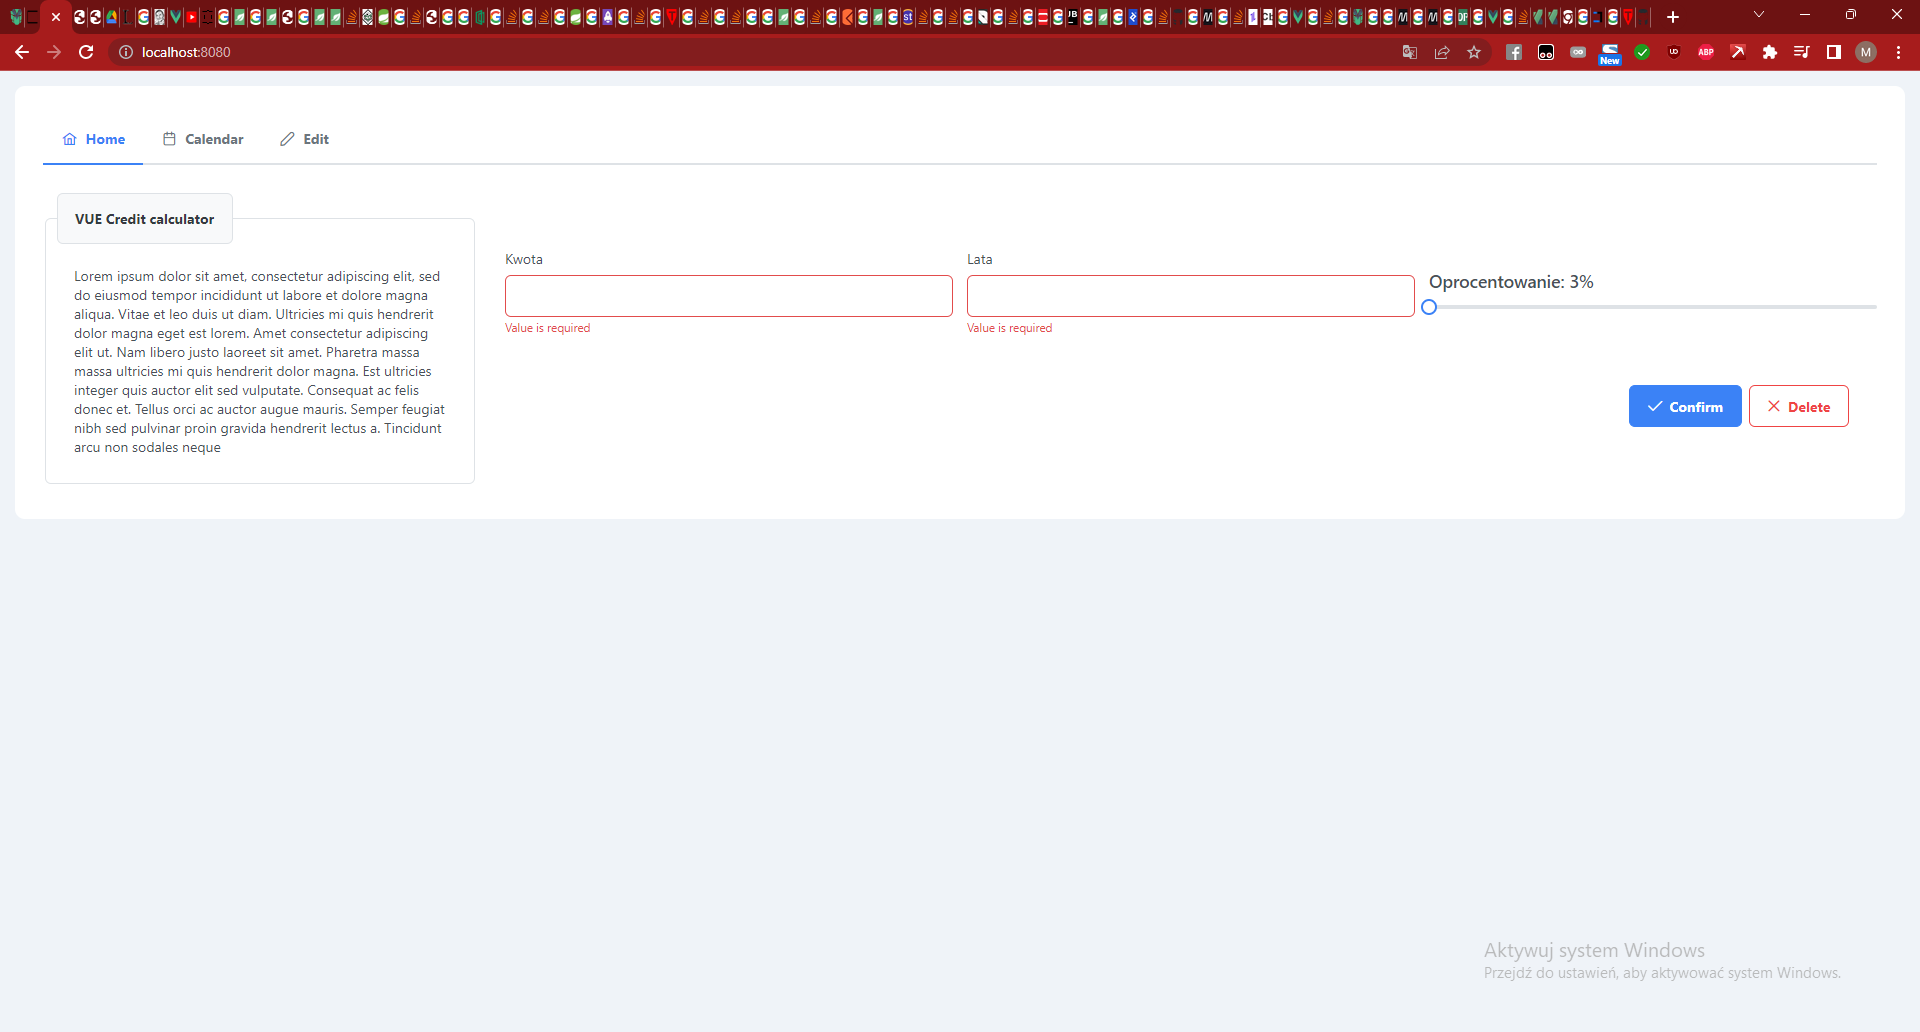 localhost:8080
New
UD
ABP
M
Home
Calendar
Edit
VUE Credit calculator
Lorem ipsum dolor sit amet, consectetur adipiscing elit, sed
do eiusmod tempor incididunt ut labore et dolore magna
aliqua. Vitae et leo duis ut diam. Ultricies mi quis hendrerit
dolor magna eget est lorem. Amet consectetur adipiscing
elit ut. Nam libero justo laoreet sit amet. Pharetra massa
massa ultricies mi quis hendrerit dolor magna. Est ultricies
integer quis auctor elit sed vulputate. Consequat ac felis
donec et. Tellus orci ac auctor augue mauris. Semper feugiat
nibh sed pulvinar proin gravida hendrerit lectus a. Tincidunt
arcu non sodales neque
Kwota
Value is required
Lata
Value is required
Oprocentowanie: 3%
Confirm
Delete
Aktywuj system Windows
Przejdź do ustawień, aby aktywować system Windows.